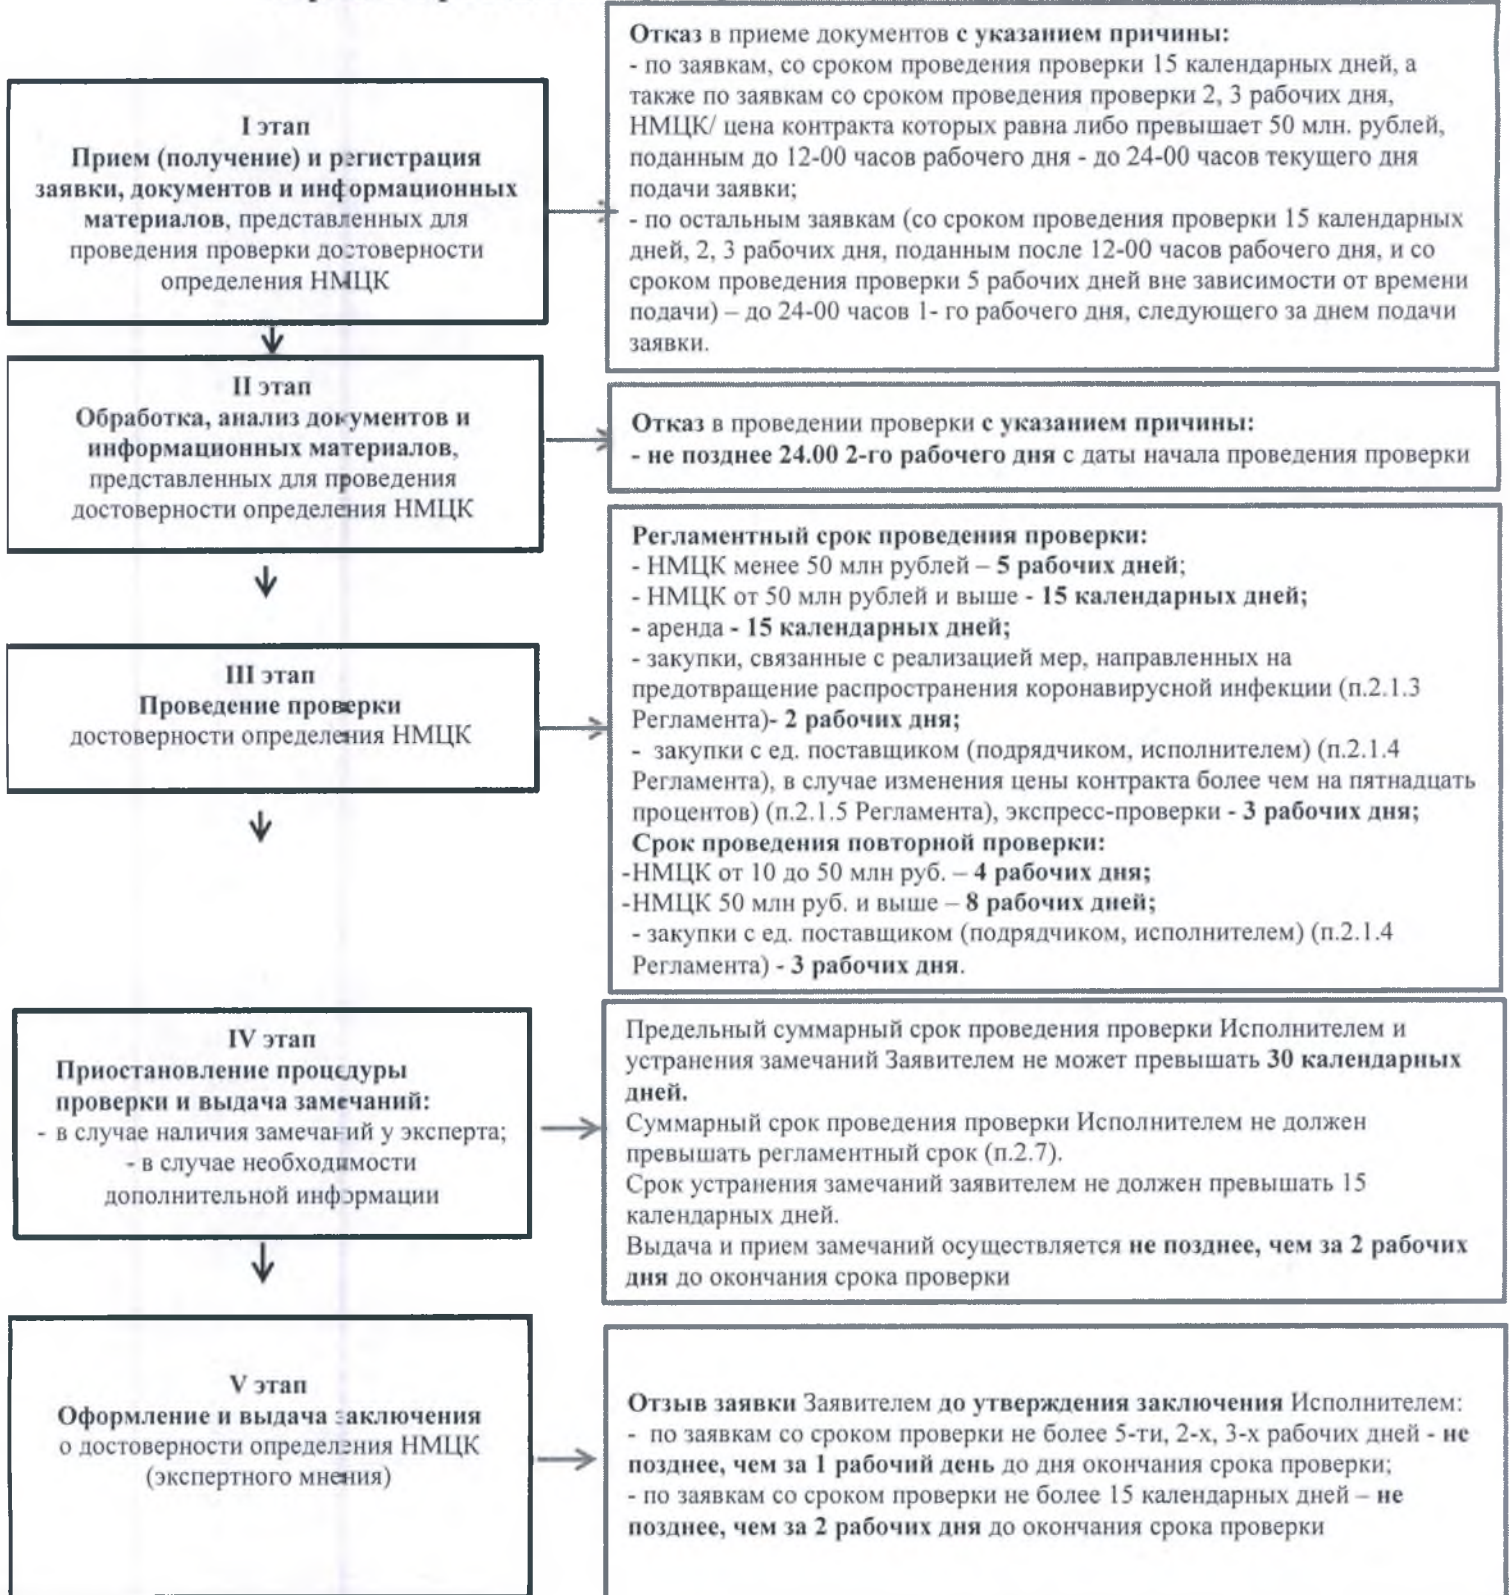 I этап
Прием (получение) и регистрация
заявки, документов и информационных
материалов, представленных для
проведения проверки достоверности
определения НМЦК
Отказ в приеме документов с указанием причины:
- по заявкам, со сроком проведения проверки 15 календарных дней, а
также по заявкам со сроком проведения проверки 2, 3 рабочих дня,
НМЦК/ цена контракта которых равна либо превышает 50 млн. рублей,
поданным до 12-00 часов рабочего дня - до 24-00 часов текущего дня
подачи заявки;
- по остальным заявкам (со сроком проведения проверки 15 календарных
дней, 2, 3 рабочих дня, поданным после 12-00 часов рабочего дня, и со
сроком проведения проверки 5 рабочих дней вне зависимости от времени
подачи) – до 24-00 часов 1- го рабочего дня, следующего за днем подачи
заявки.
II этап
Обработка, анализ документов и
информационных материалов,
представленных для проведения
достоверности определения НМЦК
Отказ в проведении проверки с указанием причины:
- не позднее 24.00 2-го рабочего дня с даты начала проведения проверки
III этап
Проведение проверки
достоверности определения НМЦК
Регламентный срок проведения проверки:
- НМЦК менее 50 млн рублей – 5 рабочих дней;
- НМЦК от 50 млн рублей и выше - 15 календарных дней;
- аренда - 15 календарных дней;
- закупки, связанные с реализацией мер, направленных на
предотвращение распространения коронавирусной инфекции (п.2.1.3
Регламента)- 2 рабочих дня;
- закупки с ед. поставщиком (подрядчиком, исполнителем) (п.2.1.4
Регламента), в случае изменения цены контракта более чем на пятнадцать
процентов) (п.2.1.5 Регламента), экспресс-проверки - 3 рабочих дня;
Срок проведения повторной проверки:
-НМЦК от 10 до 50 млн руб. – 4 рабочих дня;
-НМЦК 50 млн руб. и выше – 8 рабочих дней;
- закупки с ед. поставщиком (подрядчиком, исполнителем) (п.2.1.4
Регламента) - 3 рабочих дня.
IV этап
Приостановление процедуры
проверки и выдача замечаний:
- в случае наличия замечаний у эксперта;
- в случае необходимости
дополнительной информации
Предельный суммарный срок проведения проверки Исполнителем и
устранения замечаний Заявителем не может превышать 30 календарных
дней.
Суммарный срок проведения проверки Исполнителем не должен
превышать регламентный срок (п.2.7).
Срок устранения замечаний заявителем не должен превышать 15
календарных дней.
Выдача и прием замечаний осуществляется не позднее, чем за 2 рабочих
дня до окончания срока проверки
V этап
Оформление и выдача заключения
о достоверности определения НМЦК
(экспертного мнения)
Отзыв заявки Заявителем до утверждения заключения Исполнителем:
- по заявкам со сроком проверки не более 5-ти, 2-х, 3-х рабочих дней - не
позднее, чем за 1 рабочий день до дня окончания срока проверки;
- по заявкам со сроком проверки не более 15 календарных дней – не
позднее, чем за 2 рабочих дня до окончания срока проверки